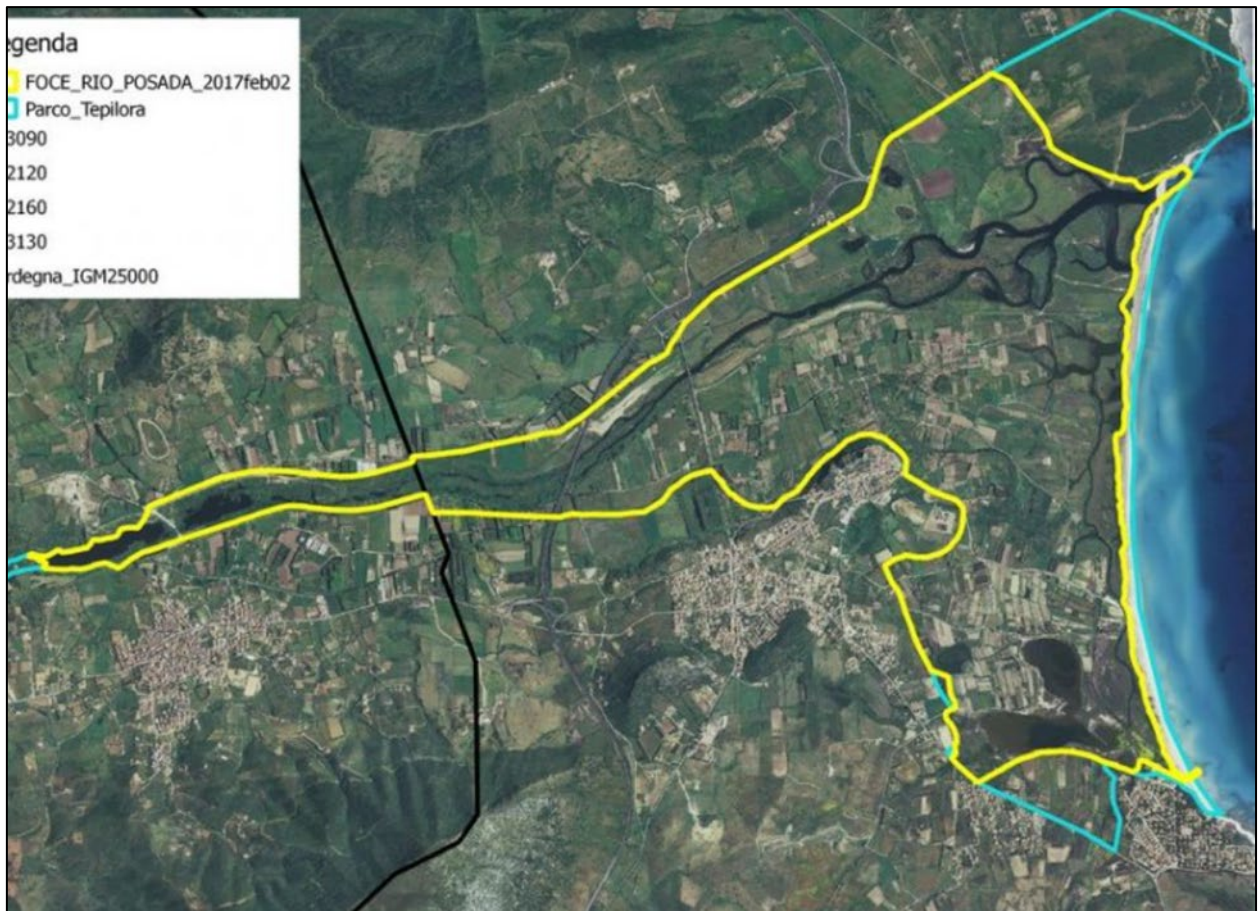 egenda
FOCE_RIO_POSADA_2017feb02
Parco_Tepilora
3090
2120
2160
3130
rdegna_IGM25000